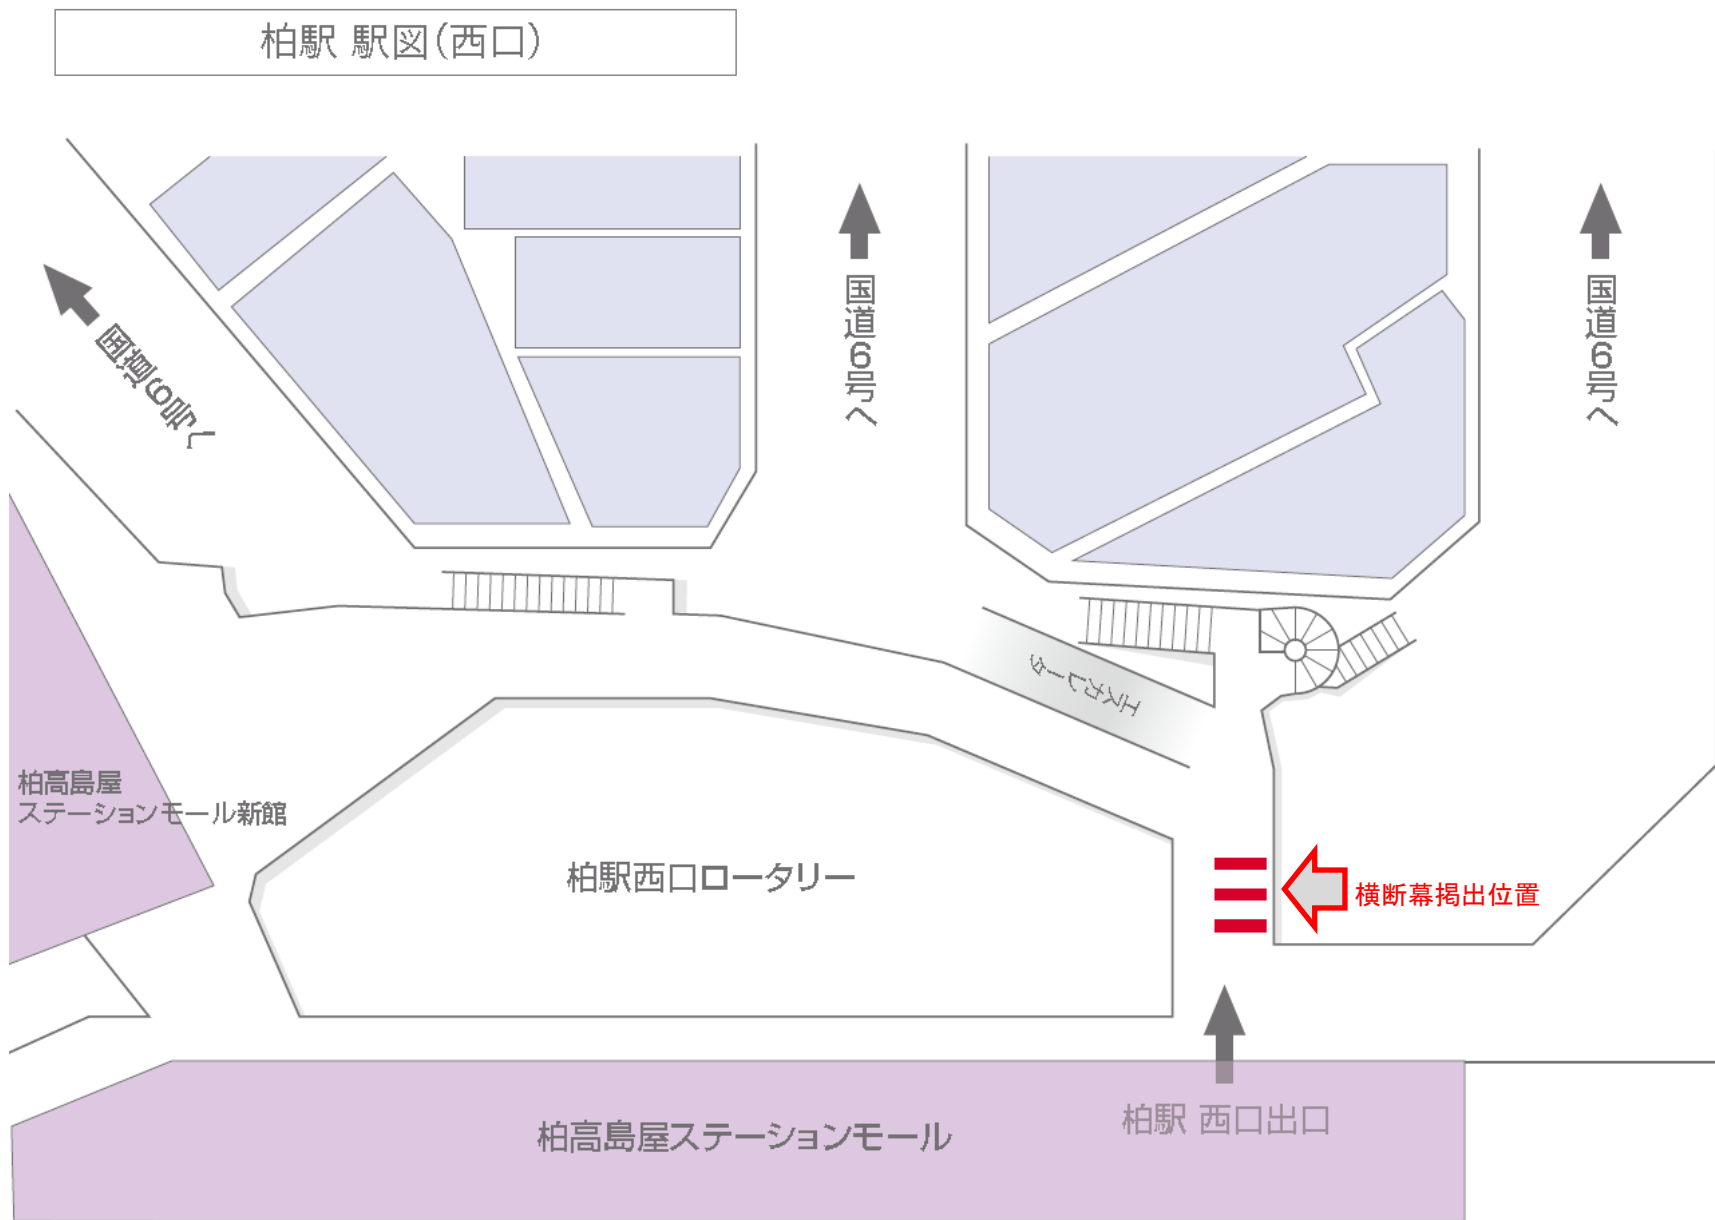 柏駅 駅図(西口)
国道6号へ
国道6号へ
国道6号へ
エスカレータ
柏高島屋
ステーションモール新館
柏駅西口ロータリー
横断幕掲出位置
柏駅 西口出口
柏高島屋ステーションモール